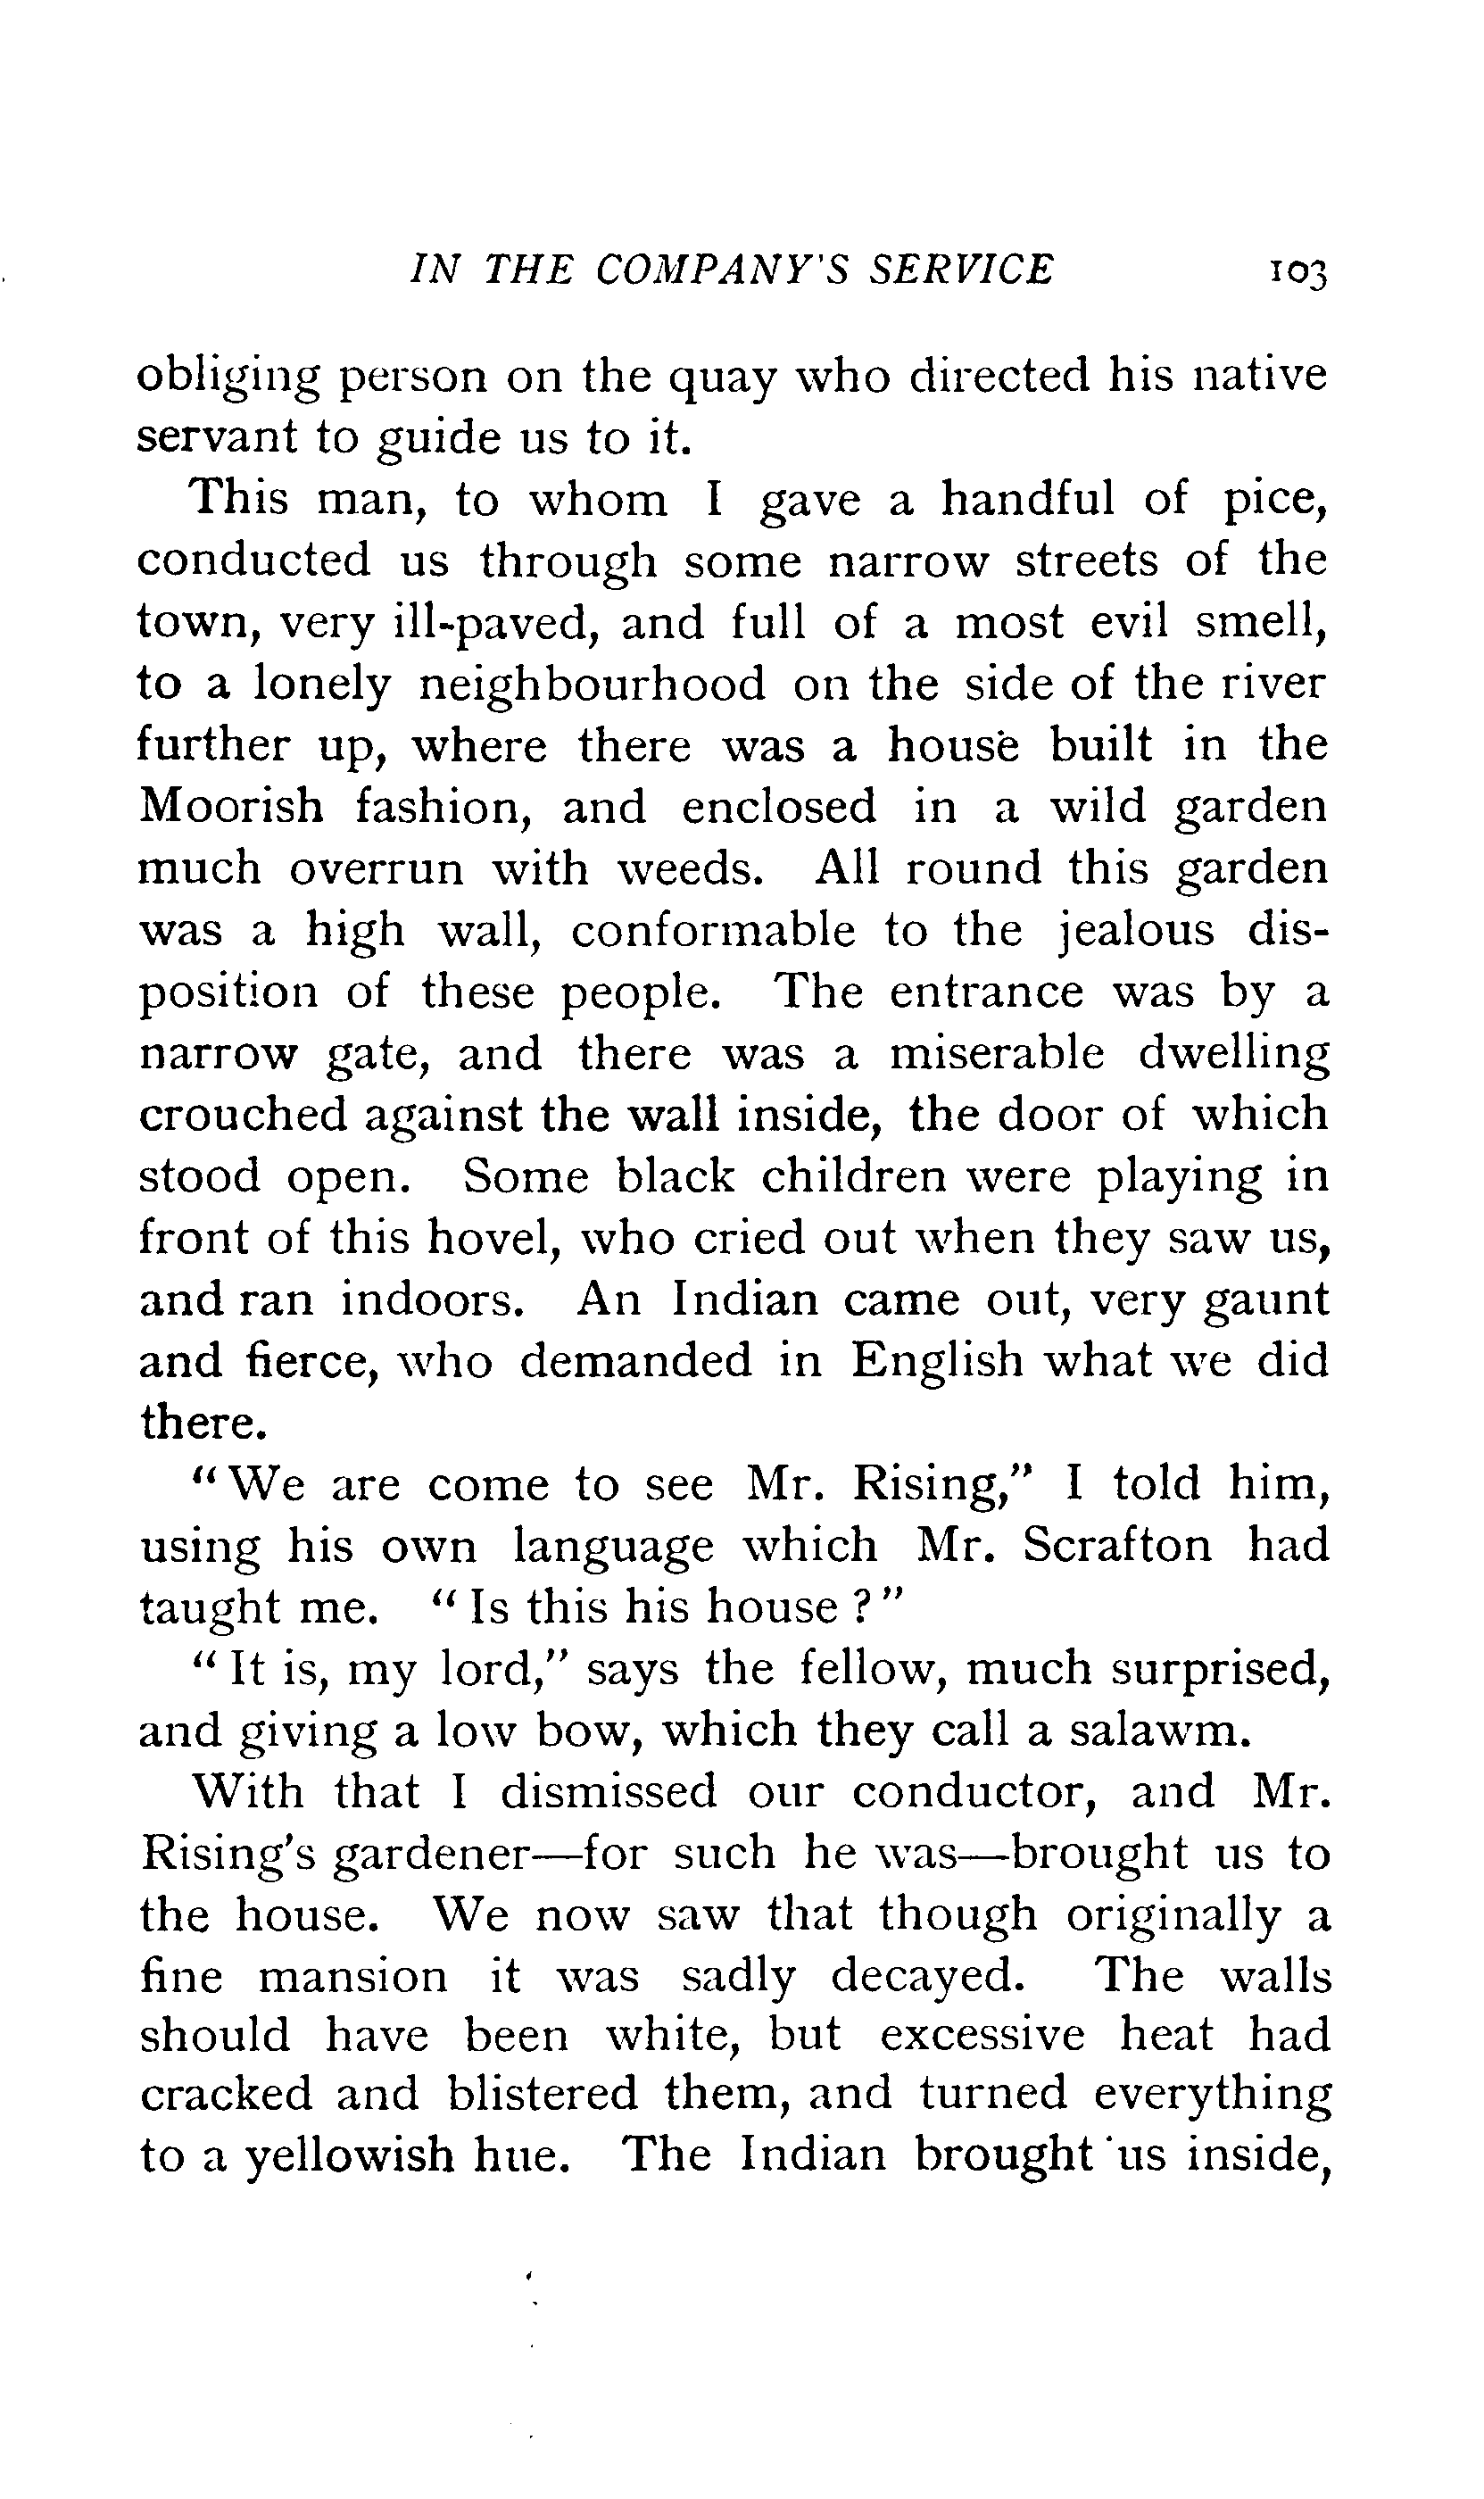 IN THE COMPANY'S SERVICE 103
obliging person on the quay who directed his native
servant to guide us to it.
This man, to whom I gave a handful of pice,
conducted us through some narrow streets of the
town, very ill-paved, and full of a most evil smell,
to a lonely neighbourhood on the side of the river
further up, where there was a house built in the
Moorish fashion, and enclosed in a wild garden
much overrun with weeds. All round this garden
was a high wall, conformable to the jealous dis-
position of these people. The entrance was by a
narrow gate, and there was a miserable dwelling
crouched against the wall inside, the door of which
stood open. Some black children were playing in
front of this hovel, who cried out when they saw us,
and ran indoors. An Indian came out, very gaunt
and fierce, who demanded in English what we did
there.
"We are come to see Mr. Rising," I told him,
using his own language which Mr. Scrafton had
taught me. "Is this his house ?"
"It is, my lord," says the fellow, much surprised,
and giving a low bow, which they call a salawm.
With that I dismissed our conductor, and Mr.
Rising's gardener—for such he was—brought us to
the house. We now saw that though originally a
fine mansion it was sadly decayed. The walls
should have been white, but excessive heat had
cracked and blistered them, and turned everything
to a yellowish hue. The Indian brought us inside,